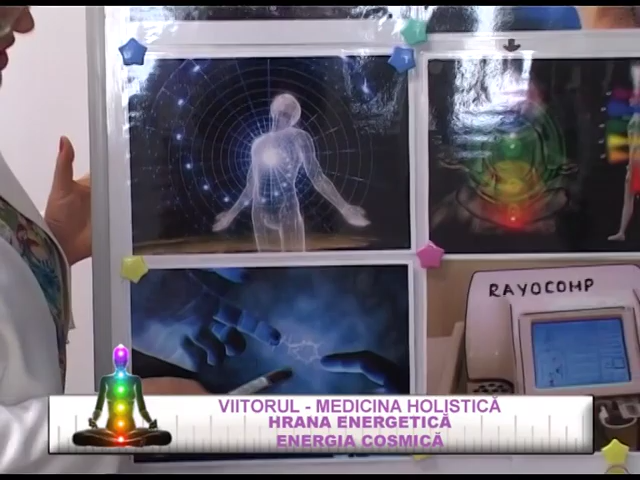 RAYOCOMP
VIITORUL - MEDICINA HOLISTICĂ
HRANA ENERGETICĂ
ENERGIA COSMICĂ